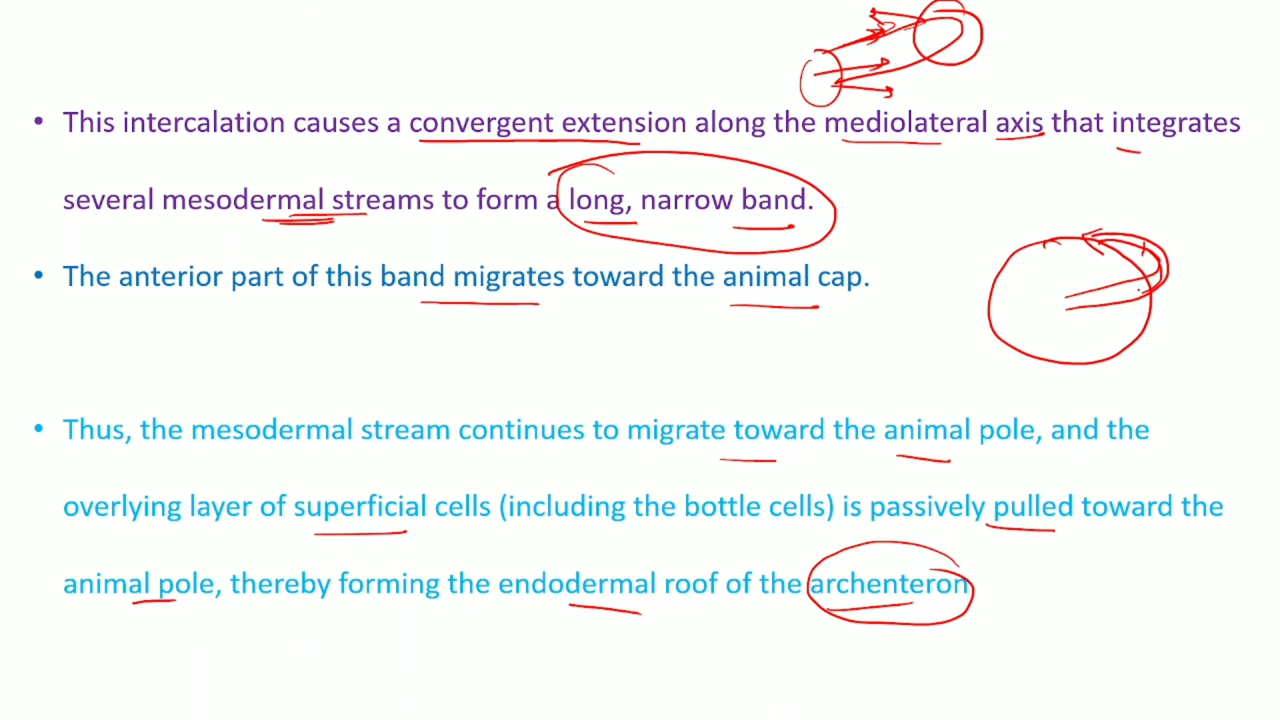 • This intercalation causes a convergent extension along the mediolateral axis that integrates
several mesodermal streams to form a long, narrow band.
• The anterior part of this band migrates toward the animal cap.
• Thus, the mesodermal stream continues to migrate toward the animal pole, and the
overlying layer of superficial cells (including the bottle cells) is passively pulled toward the
animal pole, thereby forming the endodermal roof of the archenteron